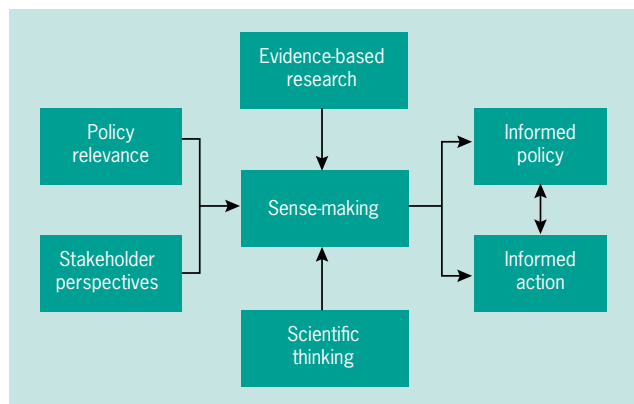 Evidence-based
research
Policy
relevance
Informed
policy
Sense-making
Stakeholder
perspectives
Informed
action
Scientific
thinking